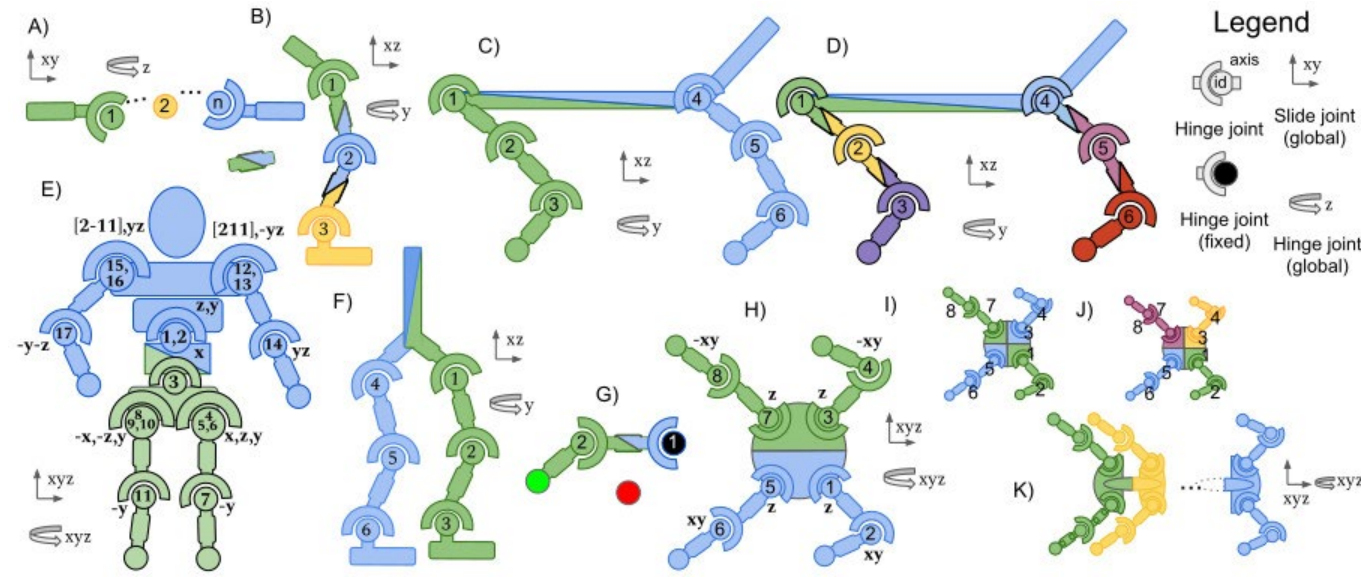 A)
xy
z
1
2
n
B)
xz
y
1
2
3
C)
1
2
3
4
5
6
xz
y
D)
1
2
3
4
5
6
xz
y
Legend
axis
id
xy
Hinge joint
Slide joint
(global)
Hinge joint
(fixed)
z
Hinge joint
(global)
E)
[2-11],yz
[211],-yz
15,
16
12,
13
z,y
17
1,2
14
-y-z
x
yz
3
8
9,10
4
5,6
-x,-z,y
x,z,y
11
7
-y
-y
xyz
xyz
F)
4
1
5
2
6
3
xz
y
G)
2
1
H)
-xy
-xy
8
4
z
z
7
3
5
1
xy
z
z
6
2
xy
xyz
xyz
I)
7
8
4
3
1
5
6
2
J)
7
8
4
3
1
5
6
2
K)
xyz
xyz